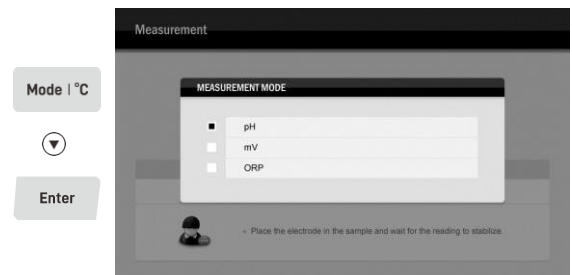 Mode | °C
Enter
Measurement
MEASUREMENT MODE
pH
mV
ORP
Place the electrode in the sample and wait for the reading to stablize.